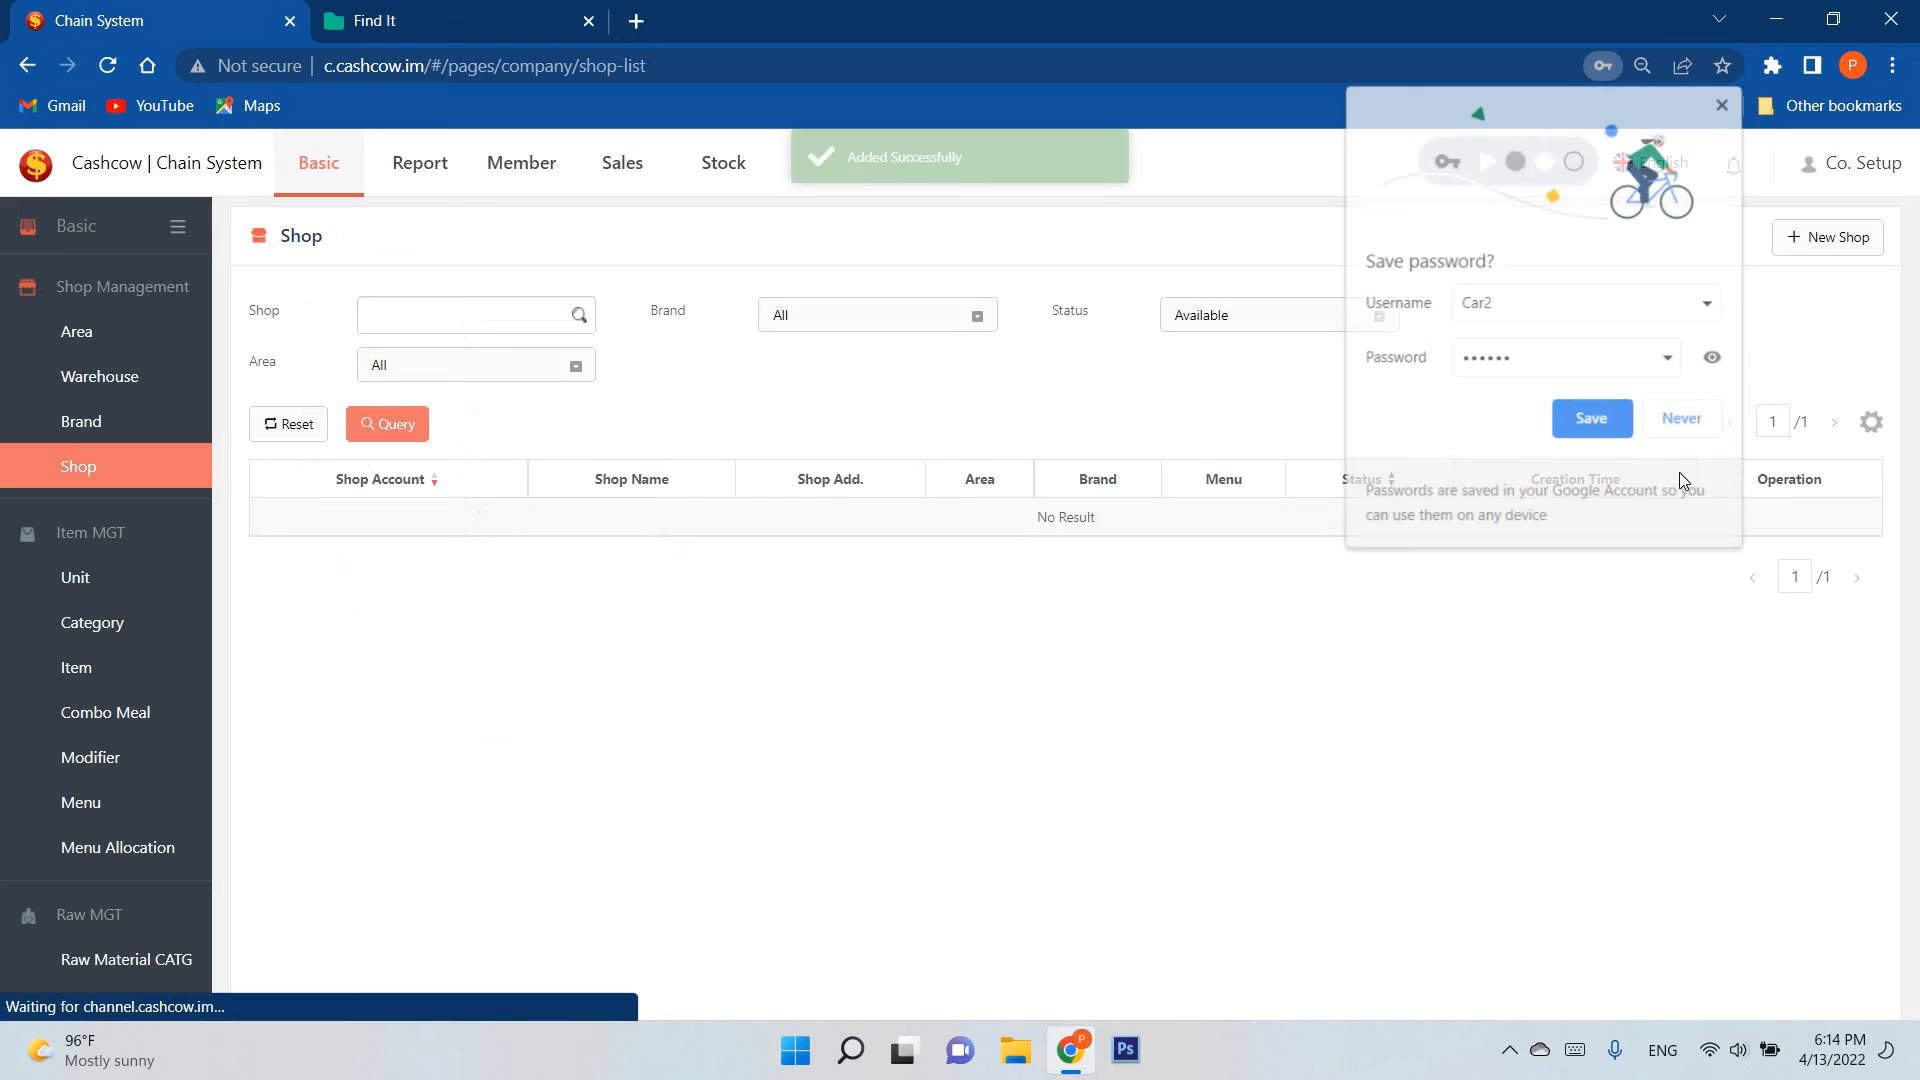 Chain System
Find It
Not secure
c.cashcow.im/#/pages/company/shop-list
P
Gmail
YouTube
Maps
Other bookmarks
Cashcow | Chain System
Basic
Report
Member
Sales
Stock
Added Successfully
English
Co. Setup
Basic
Shop Management
Area
Warehouse
Brand
Shop
Item MGT
Unit
Category
Item
Combo Meal
Modifier
Menu
Menu Allocation
Raw MGT
Raw Material CATG
Shop
+ New Shop
Shop
Brand
All
Status
Available
Area
All
Reset
Query
1 /1
Save password?
Username
Car2
Password
••••••
Save
Never
Passwords are saved in your Google Account so you
can use them on any device
Shop Account
Shop Name
Shop Add.
Area
Brand
Menu
Status
Creation Time
Operation
No Result
1 /1
Waiting for channel.cashcow.im...
96°F
Mostly sunny
P
Ps
ENG
6:14 PM
4/13/2022